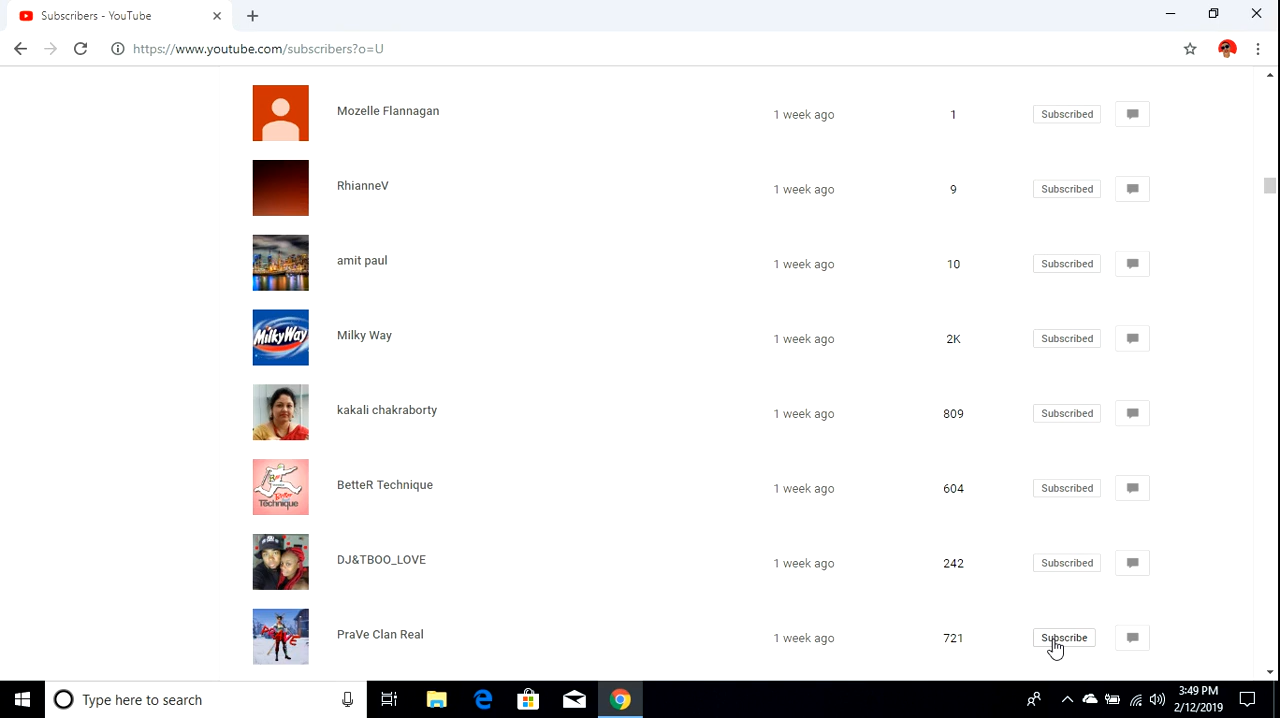 Subscribers - YouTube
https://www.youtube.com/subscribers?o=U
Mozelle Flannagan 1 week ago 1 Subscribed
RhianneV 1 week ago 9 Subscribed
amit paul 1 week ago 10 Subscribed
MilkyWay Milky Way 1 week ago 2K Subscribed
kakali chakraborty 1 week ago 809 Subscribed
Technique BetteR Technique 1 week ago 604 Subscribed
DJ&TBOO_LOVE 1 week ago 242 Subscribed
PRAVE PraVe Clan Real 1 week ago 721 Subscribe
Type here to search
3:49 PM
2/12/2019